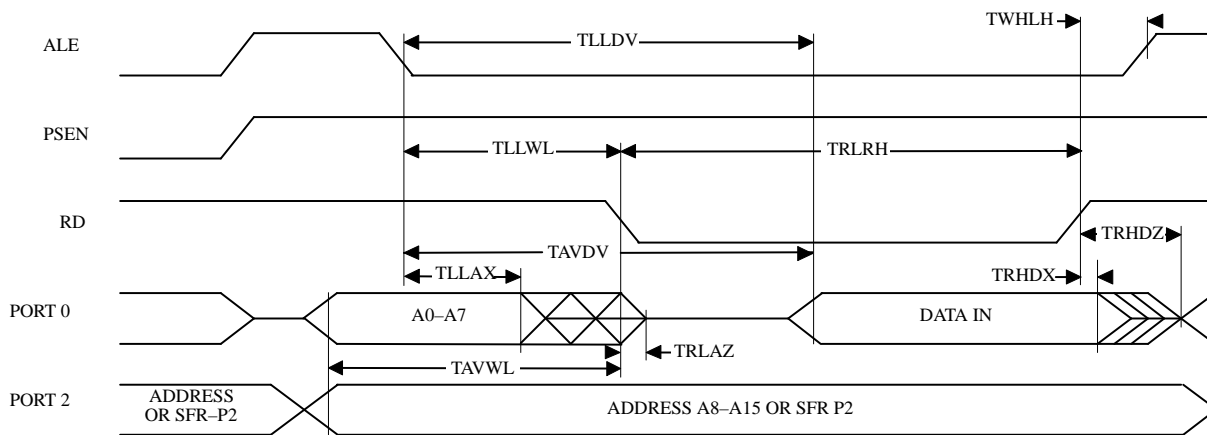 TWHLH
ALE
TLLDV
PSEN
TLLWL
TRLRH
RD
TAVDV
TRHDZ
TLLAX
TRHDX
PORT 0
A0–A7
DATA IN
TRLAZ
TAVWL
PORT 2
ADDRESS
OR SFR–P2
ADDRESS A8–A15 OR SFR P2